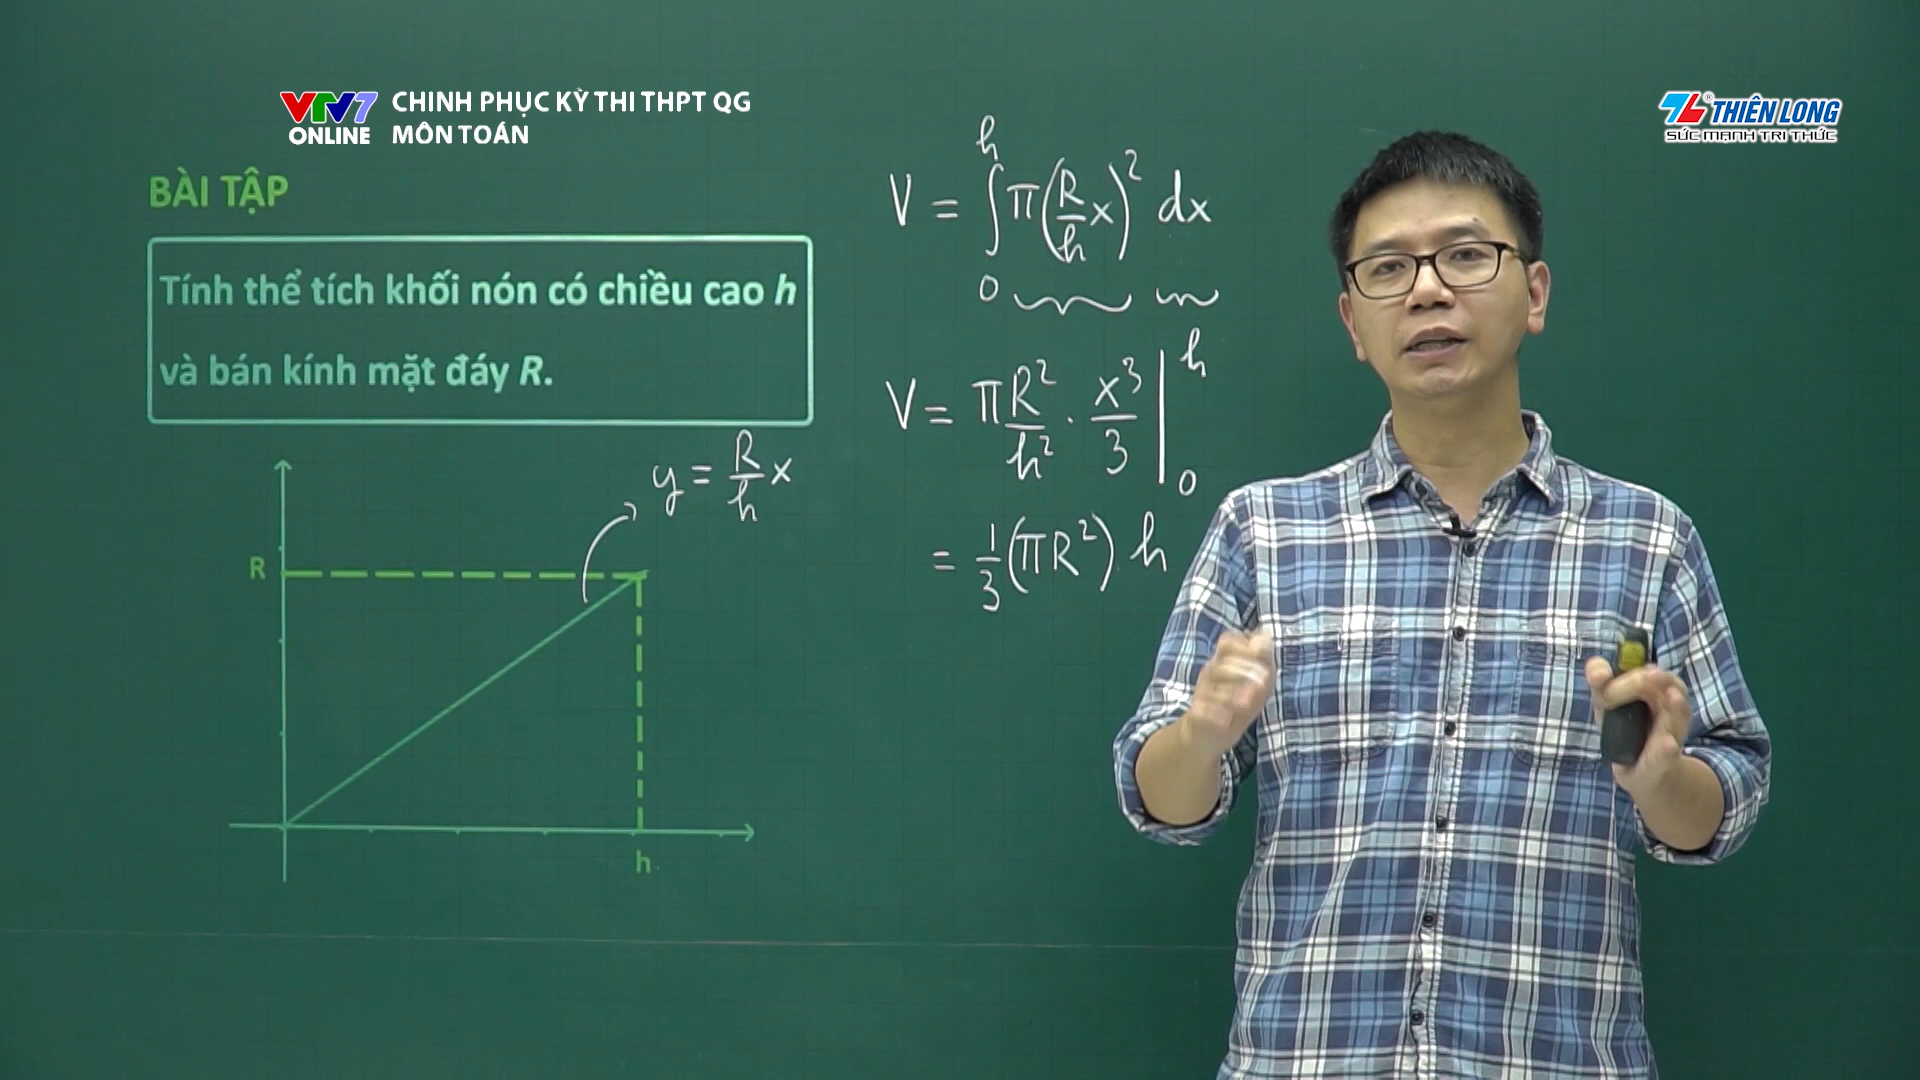 VTV7
ONLINE
CHINH PHỤC KỲ THI THPT QG
MÔN TOÁN
THIÊN LONG®
SỨC MẠNH TRI THỨC
BÀI TẬP
Tính thể tích khối nón có chiều cao h
và bán kính mặt đáy R.
y = R/h x
R
h
V = ∫₀ʰ π(R/h x)² dx
V = πR²/h² · x³/3 |₀ʰ
= 1/3 (πR²) · h